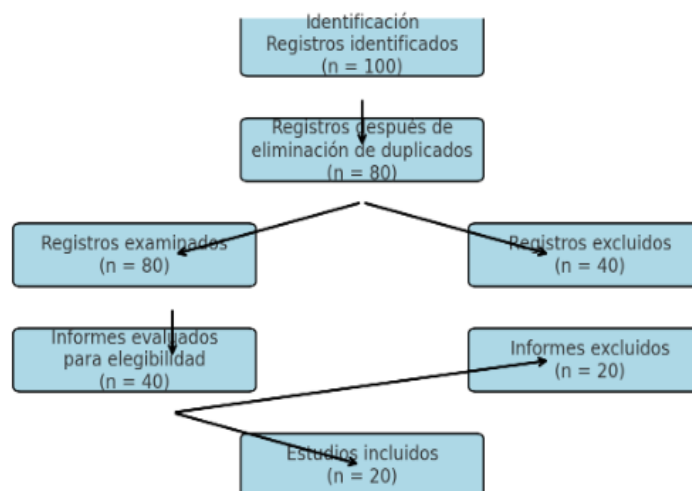 Identificación
Registros identificados
(n = 100)
Registros después de
eliminación de duplicados
(n = 80)
Registros examinados
(n = 80)
Registros excluidos
(n = 40)
Informes evaluados
para elegibilidad
(n = 40)
Informes excluidos
(n = 20)
Estudios incluidos
(n = 20)